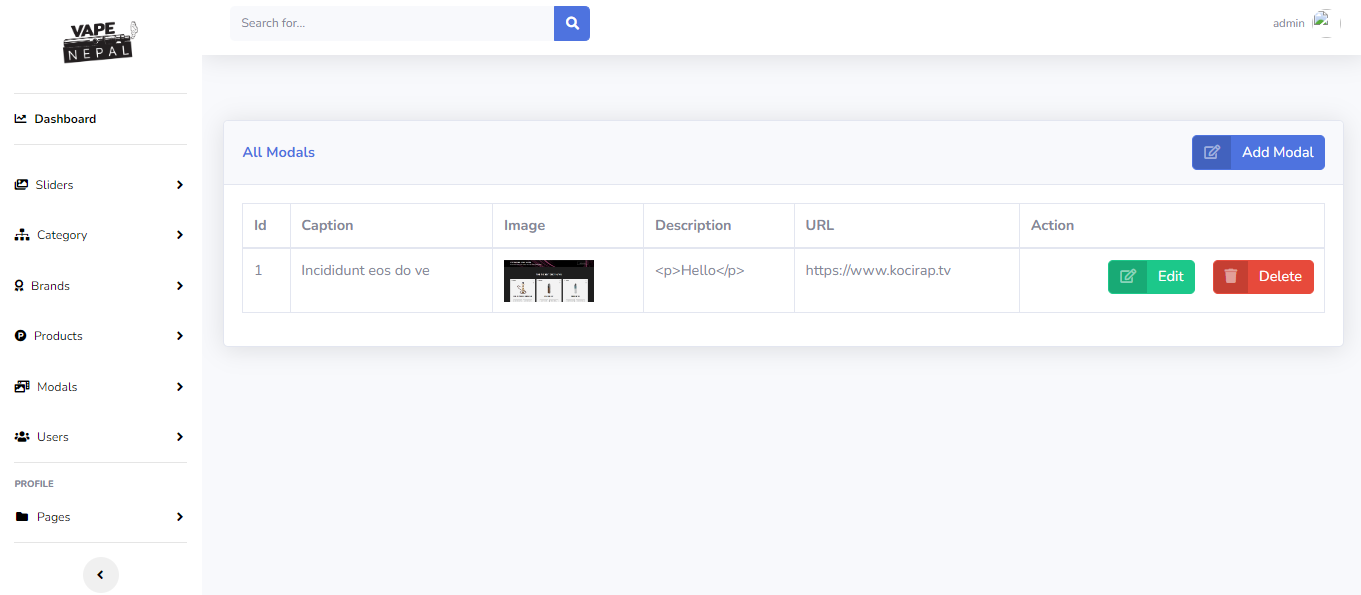 VAPE
NEPAL
Search for...
admin
Dashboard
Sliders
Category
Brands
Products
Modals
Users
PROFILE
Pages
All Modals
Add Modal
Id Caption Image Description URL Action
1 Incididunt eos do ve <p>Hello</p> https://www.kocirap.tv Edit Delete